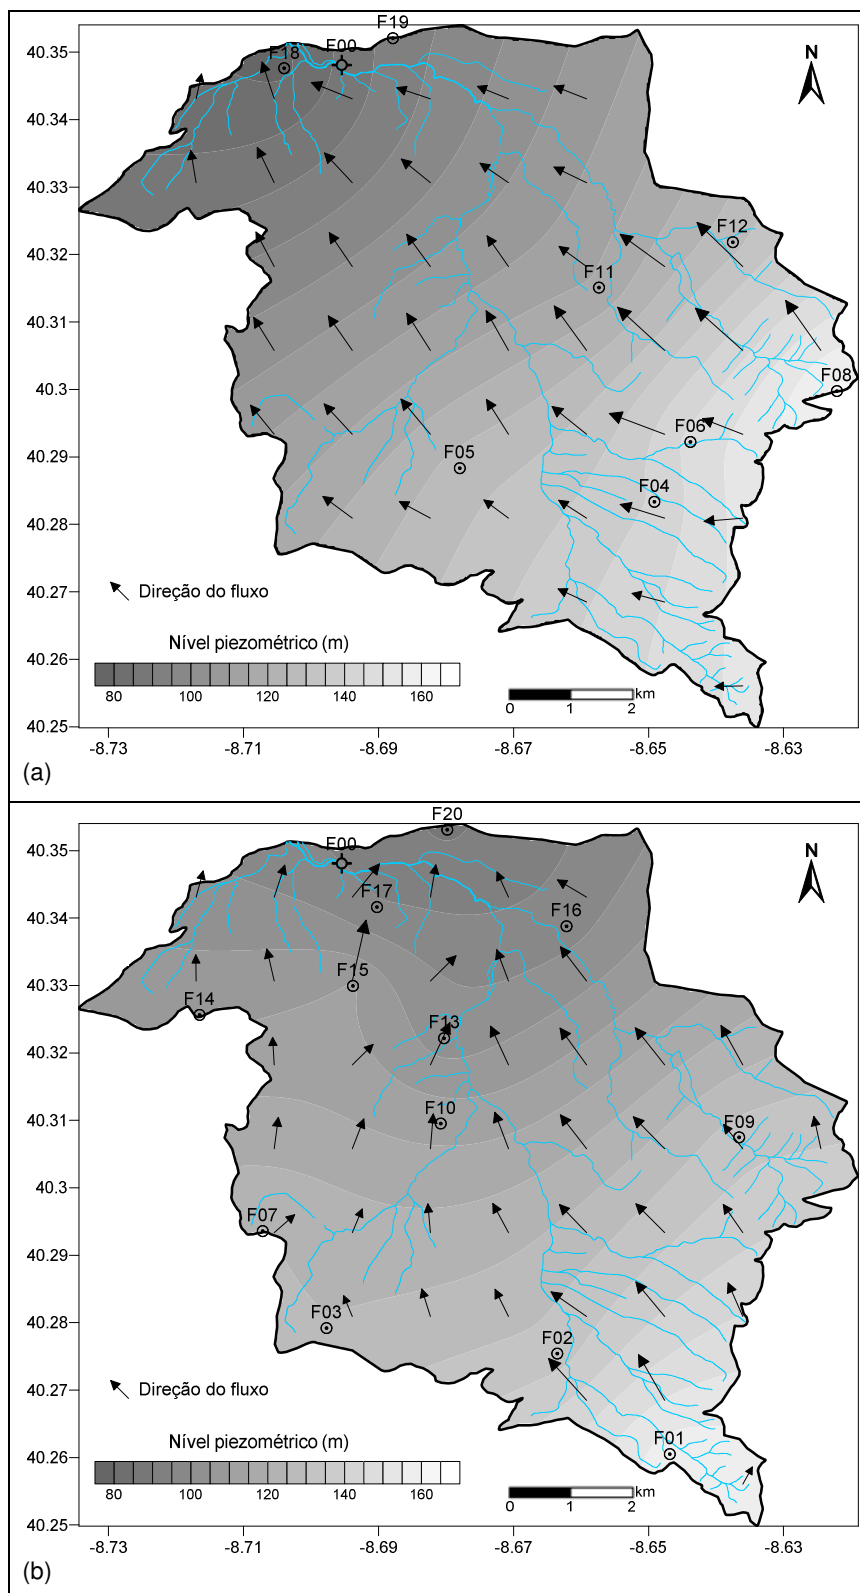 F19
40.35
F18
F00
N
40.34
40.33
F12
40.32
F11
40.31
F08
40.3
F06
F05
40.29
F04
40.28
40.27
Direção do fluxo
Nível piezométrico (m)
40.26
80 100 120 140 160
0 1 2 km
40.25
-8.73 -8.71 -8.69 -8.67 -8.65 -8.63
(a)
F20
40.35
F00
N
F17
40.34
F16
F15
40.33
F14
F13
40.32
F10
F09
40.31
40.3
F07
40.29
F03
40.28
F02
40.27
Direção do fluxo
F01
Nível piezométrico (m)
40.26
80 100 120 140 160
0 1 2 km
40.25
-8.73 -8.71 -8.69 -8.67 -8.65 -8.63
(b)